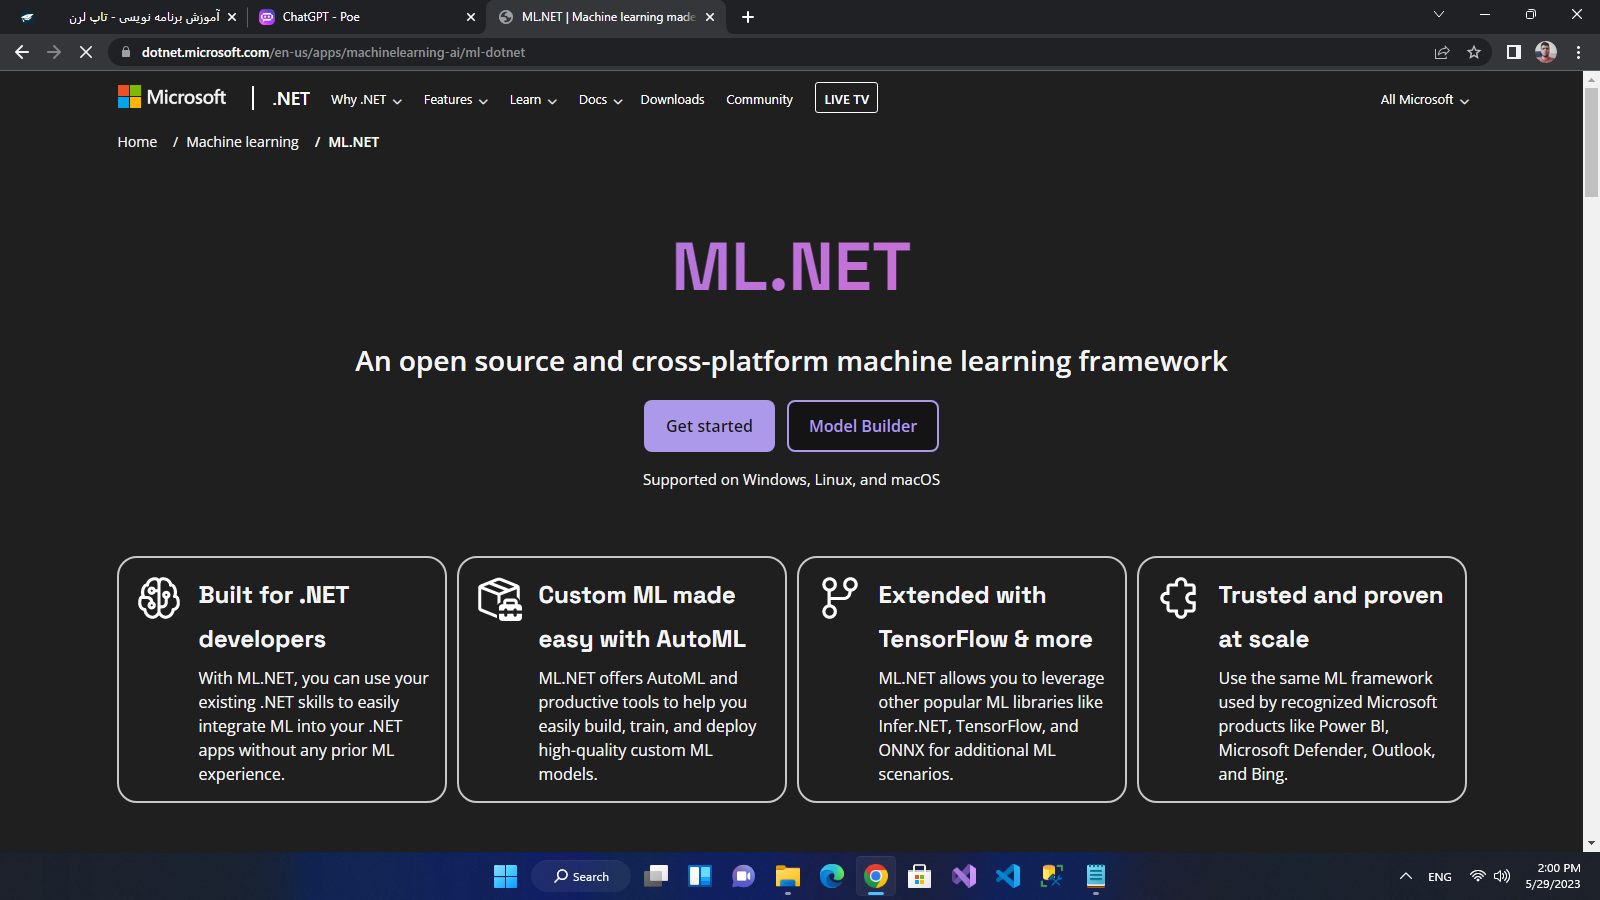 آموزش برنامه نویسی - تاپ لرن
ChatGPT - Poe
ML.NET | Machine learning made
dotnet.microsoft.com/en-us/apps/machinelearning-ai/ml-dotnet
Microsoft
.NET
Why .NET
Features
Learn
Docs
Downloads
Community
LIVE TV
All Microsoft
Home / Machine learning / ML.NET
ML.NET
An open source and cross-platform machine learning framework
Get started
Model Builder
Supported on Windows, Linux, and macOS
Built for .NET
developers
With ML.NET, you can use your
existing .NET skills to easily
integrate ML into your .NET
apps without any prior ML
experience.
Custom ML made
easy with AutoML
ML.NET offers AutoML and
productive tools to help you
easily build, train, and deploy
high-quality custom ML
models.
Extended with
TensorFlow & more
ML.NET allows you to leverage
other popular ML libraries like
Infer.NET, TensorFlow, and
ONNX for additional ML
scenarios.
Trusted and proven
at scale
Use the same ML framework
used by recognized Microsoft
products like Power BI,
Microsoft Defender, Outlook,
and Bing.
Search
ENG
2:00 PM
5/29/2023